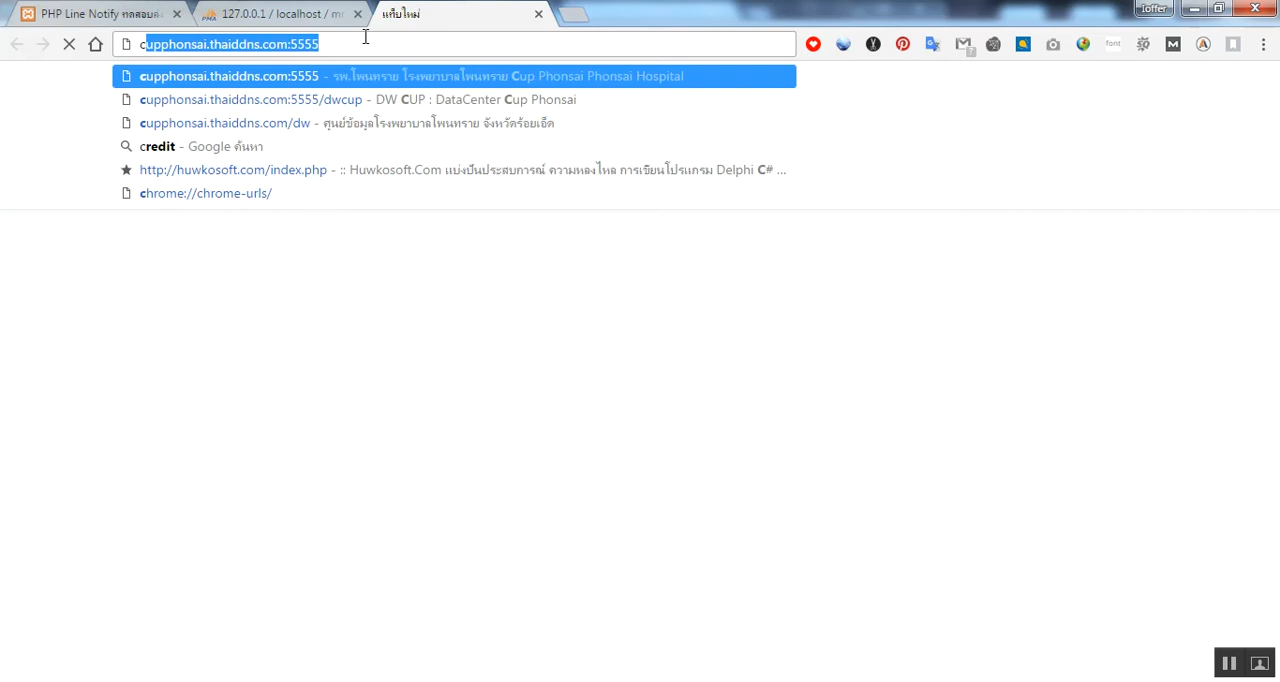 PHP Line Notify ทดสอบส่ง
127.0.0.1 / localhost / m
แท็บใหม่
Ioffer
cupphonsai.thaiddns.com:5555
font
7
cupphonsai.thaiddns.com:5555 - รพ.โพนทราย โรงพยาบาลโพนทราย Cup Phonsai Phonsai Hospital
cupphonsai.thaiddns.com:5555/dwcup - DW CUP : DataCenter Cup Phonsai
cupphonsai.thaiddns.com/dw - ศูนย์ข้อมูลโรงพยาบาลโพนทราย จังหวัดร้อยเอ็ด
credit - Google ค้นหา
http://huwkosoft.com/index.php - :: Huwkosoft.Com แบ่งปันประสบการณ์ ความหลงไหล การเขียนโปรแกรม Delphi C# ...
chrome://chrome-urls/